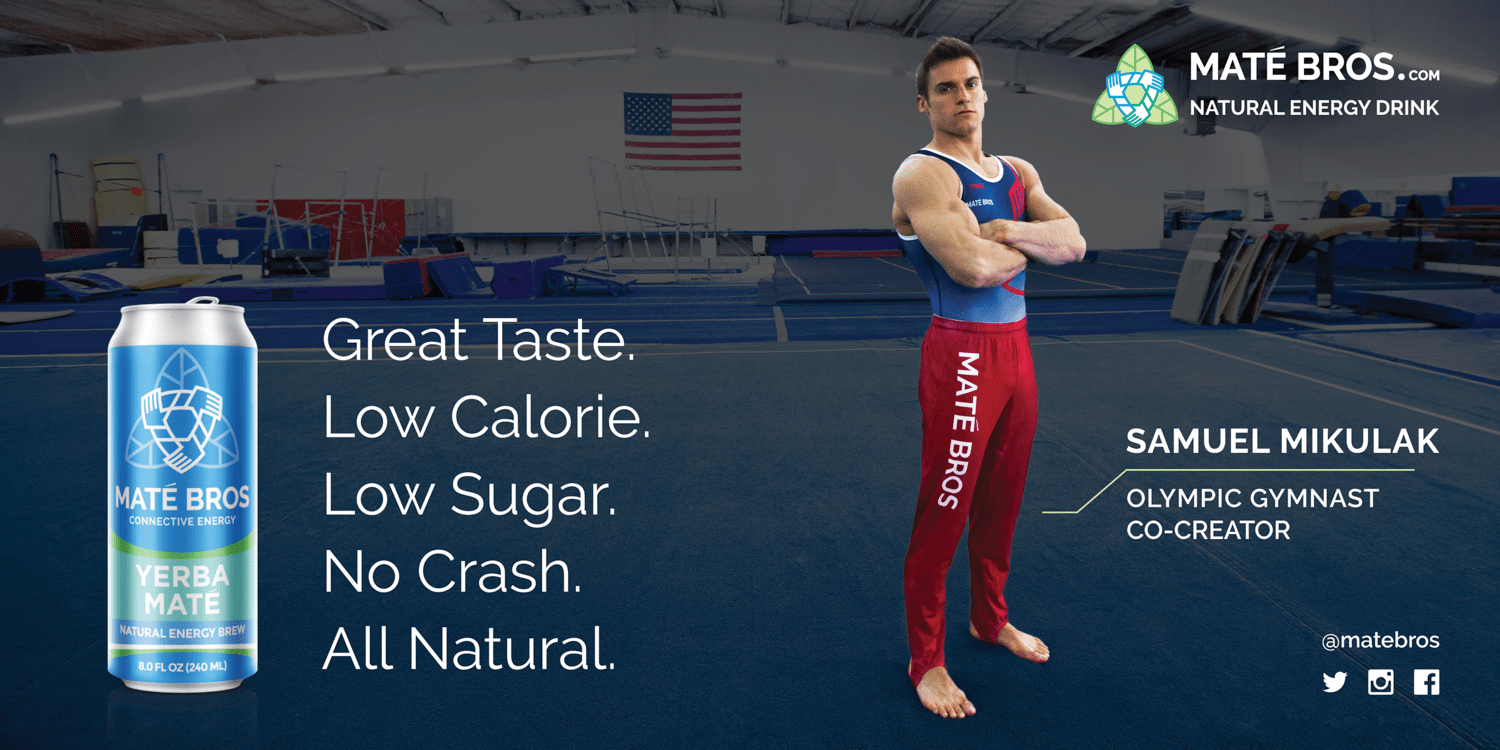 MATÉ BROS.COM
NATURAL ENERGY DRINK
MATÉ BROS
MATÉ BROS
Great Taste.
Low Calorie.
Low Sugar.
No Crash.
All Natural.
MATÉ BROS
CONNECTIVE ENERGY
YERBA
MATÉ
NATURAL ENERGY BREW
8.0 FL OZ (240 ML)
SAMUEL MIKULAK
OLYMPIC GYMNAST
CO-CREATOR
@matebros